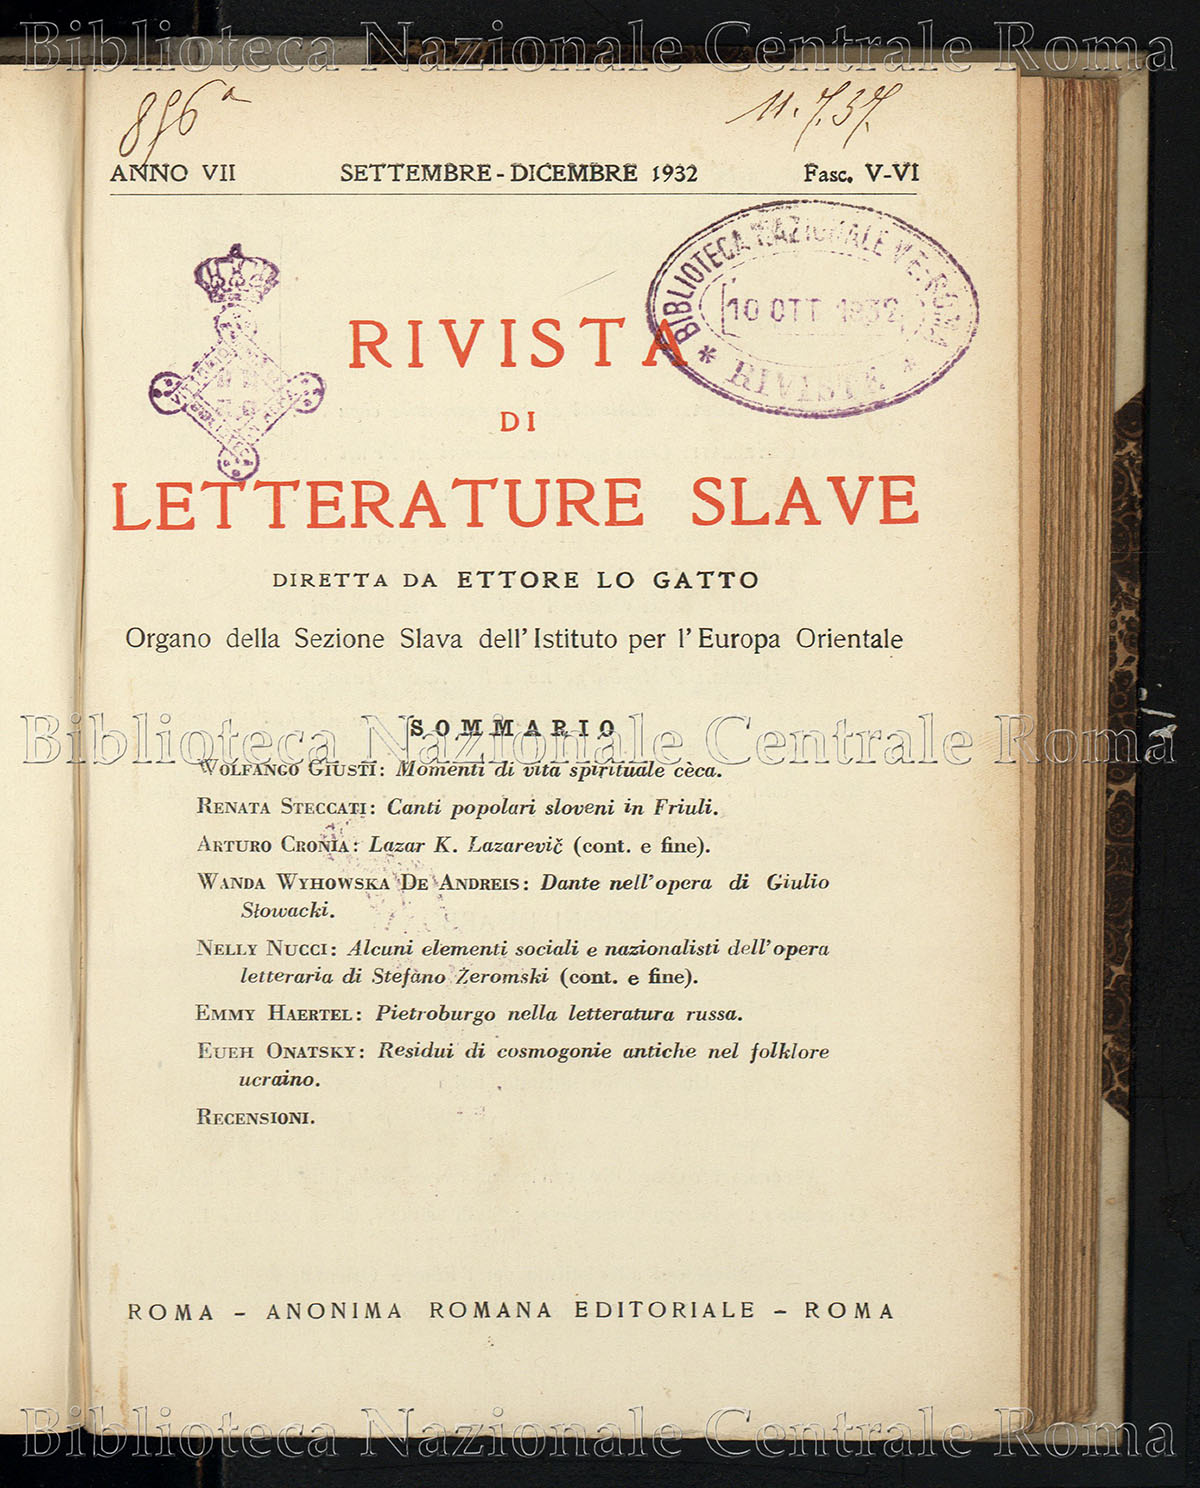 Biblioteca Nazionale Centrale Roma
896 a
11. 7. 37.
ANNO VII SETTEMBRE - DICEMBRE 1932 Fasc. V-VI
BIBLIOTECA NAZIONALE V. E. ROMA
10 OTT 1932
* RIVISTE *
RIVISTA
DI
LETTERATURE SLAVE
DIRETTA DA ETTORE LO GATTO
Organo della Sezione Slava dell' Istituto per l' Europa Orientale
SOMMARIO
Biblioteca Nazionale Centrale Roma
WOLFANGO GIUSTI: Momenti di vita spirituale cèca.
RENATA STECCATI: Canti popolari sloveni in Friuli.
ARTURO CRONIA: Lazar K. Lazarevič (cont. e fine).
WANDA WYHOWSKA DE ANDREIS: Dante nell'opera di Giulio
Słowacki.
NELLY NUCCI: Alcuni elementi sociali e nazionalisti dell'opera
letteraria di Stefano Żeromski (cont. e fine).
EMMY HAERTEL: Pietroburgo nella letteratura russa.
EUEH ONATSKY: Residui di cosmogonie antiche nel folklore
ucraino.
RECENSIONI.
ROMA - ANONIMA ROMANA EDITORIALE - ROMA
Biblioteca Nazionale Centrale Roma